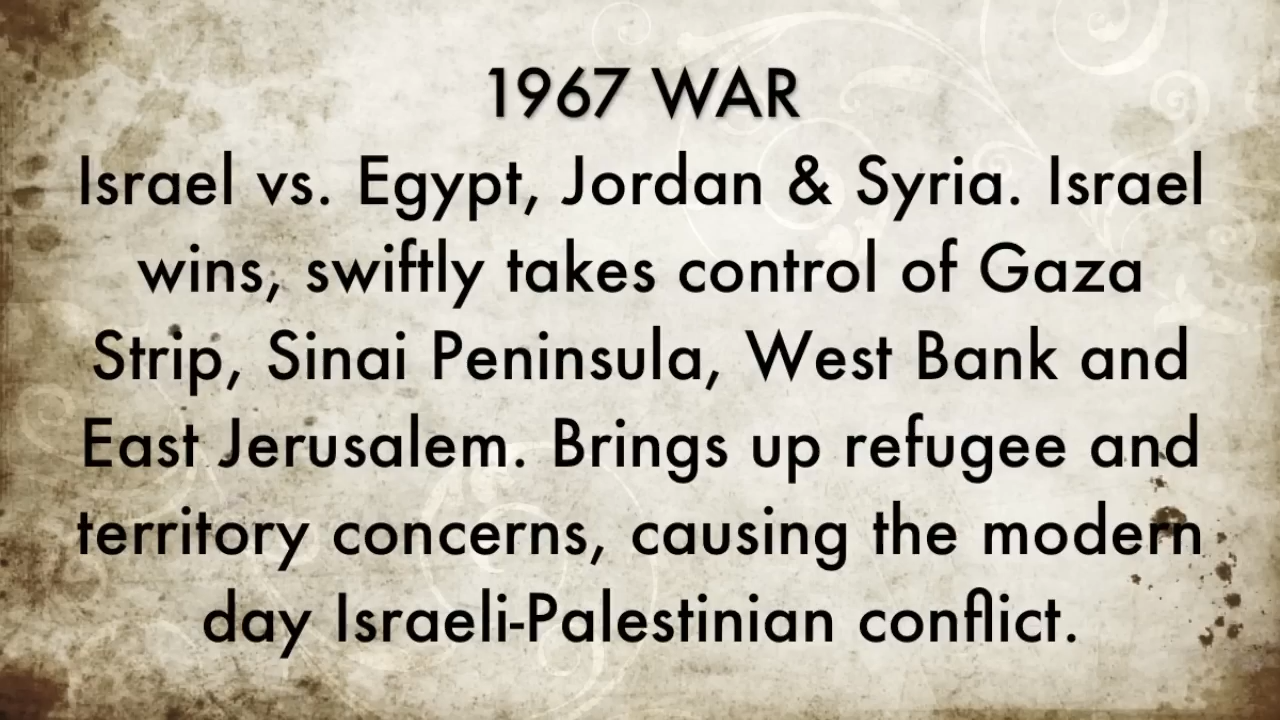 1967 WAR
Israel vs. Egypt, Jordan & Syria. Israel
wins, swiftly takes control of Gaza
Strip, Sinai Peninsula, West Bank and
East Jerusalem. Brings up refugee and
territory concerns, causing the modern
day Israeli-Palestinian conflict.